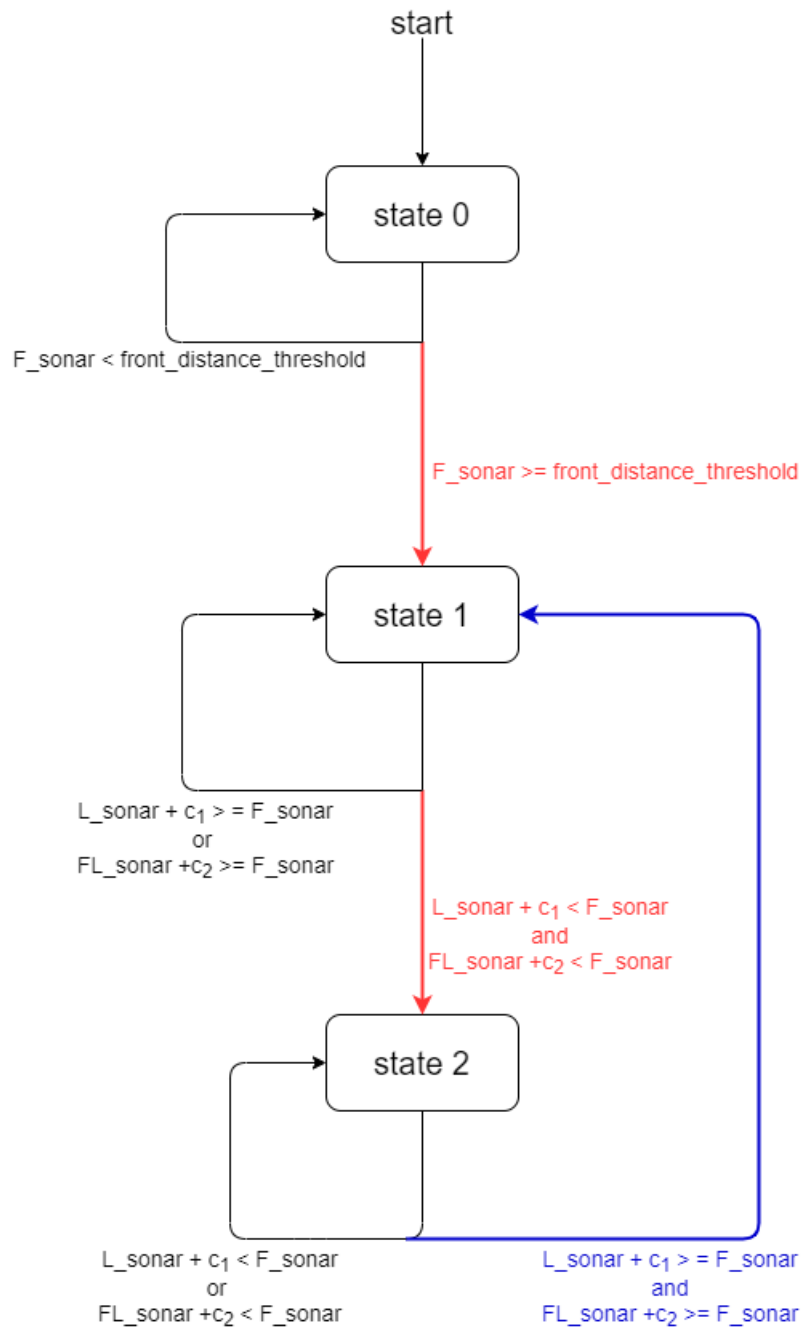 start
state 0
F_sonar < front_distance_threshold
F_sonar >= front_distance_threshold
state 1
L_sonar + c₁ > = F_sonar
or
FL_sonar +c₂ >= F_sonar
L_sonar + c₁ < F_sonar
and
FL_sonar +c₂ < F_sonar
state 2
L_sonar + c₁ < F_sonar
or
FL_sonar +c₂ < F_sonar
L_sonar + c₁ > = F_sonar
and
FL_sonar +c₂ >= F_sonar